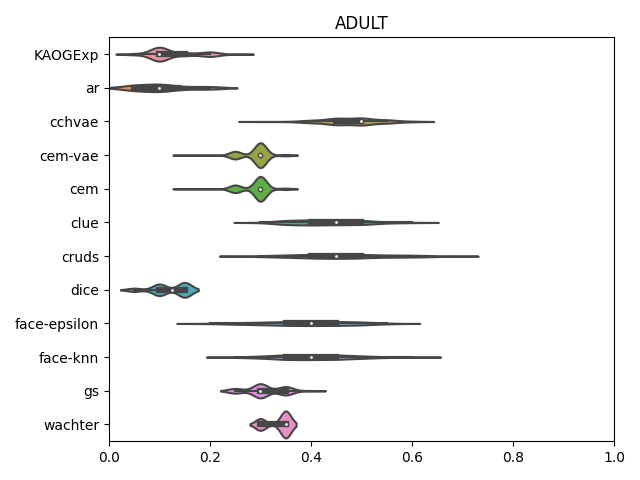 ADULT
KAOGExp
ar
cchvae
cem-vae
cem
clue
cruds
dice
face-epsilon
face-knn
gs
wachter
0.0 0.2 0.4 0.6 0.8 1.0